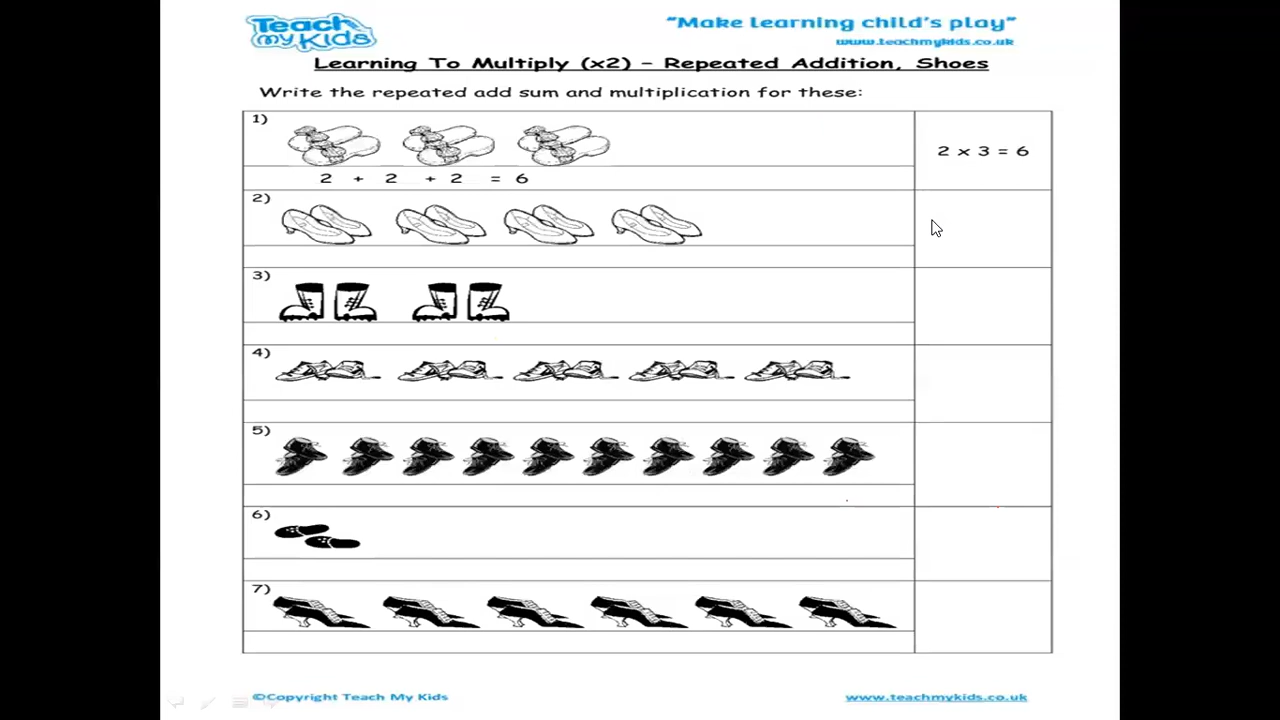 Teach
my Kids
"Make learning child's play"
www.teachmykids.co.uk
Learning To Multiply (x2) – Repeated Addition, Shoes
Write the repeated add sum and multiplication for these:
1)
2 x 3 = 6
2 + 2 + 2 = 6
2)
3)
4)
5)
6)
7)
©Copyright Teach My Kids
www.teachmykids.co.uk